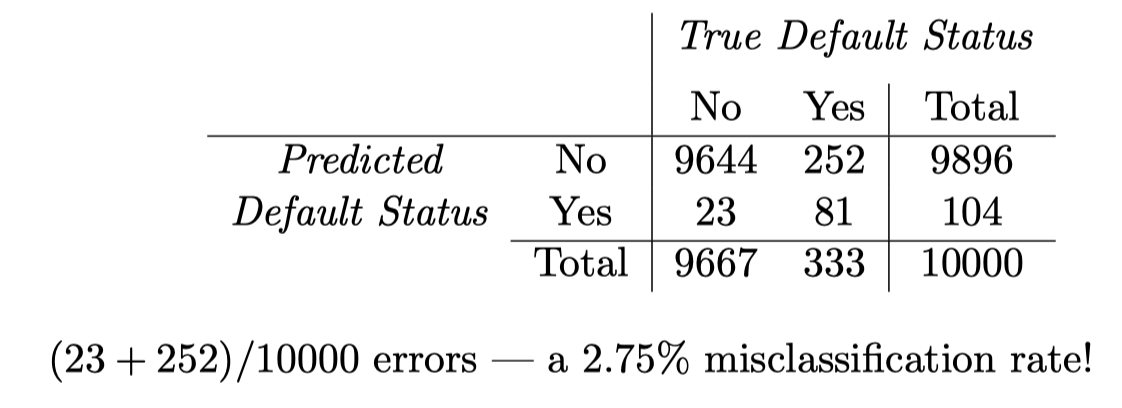 True Default Status
No Yes Total
Predicted No 9644 252 9896
Default Status Yes 23 81 104
Total 9667 333 10000
(23 + 252)/10000 errors — a 2.75% misclassification rate!